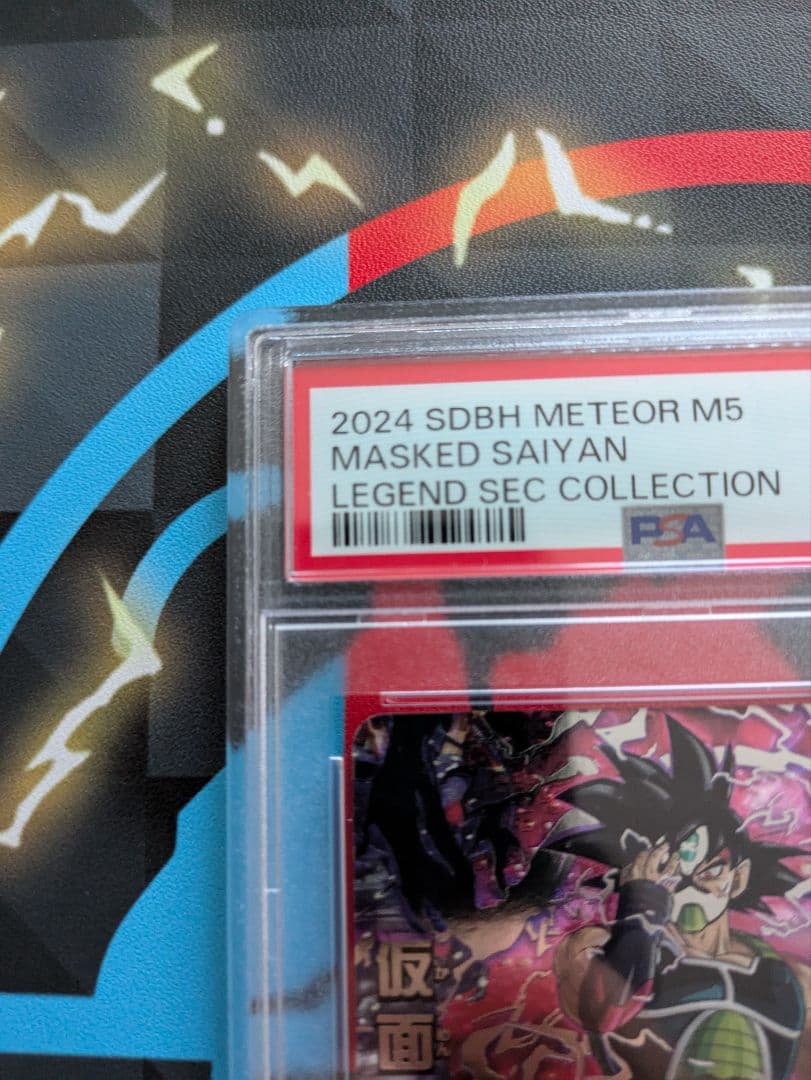 2024 SDBH METEOR M5
MASKED SAIYAN
LEGEND SEC COLLECTION
PSA
仮面